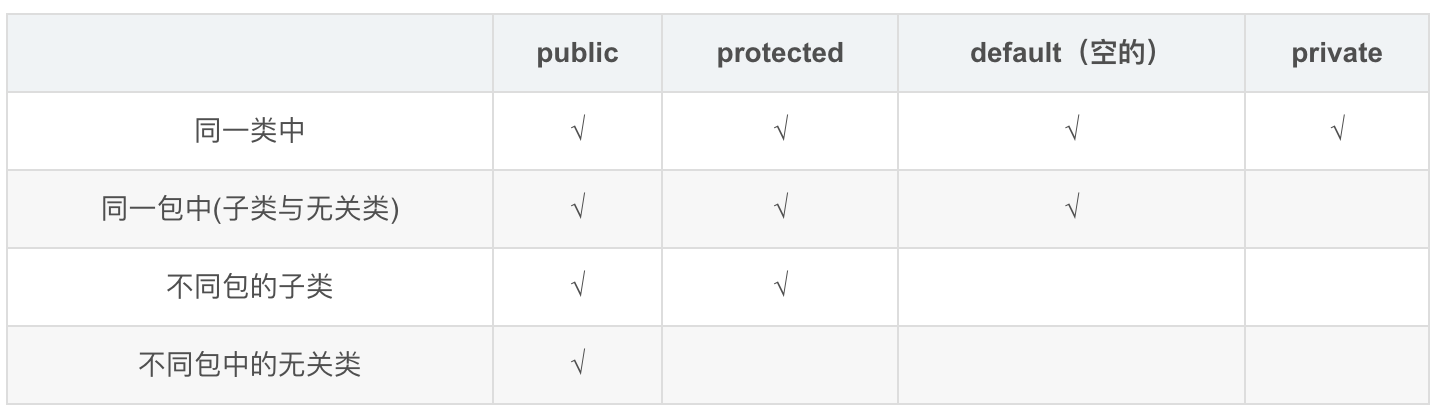 public protected default（空的） private
同一类中 √ √ √ √
同一包中(子类与无关类) √ √ √
不同包的子类 √ √
不同包中的无关类 √